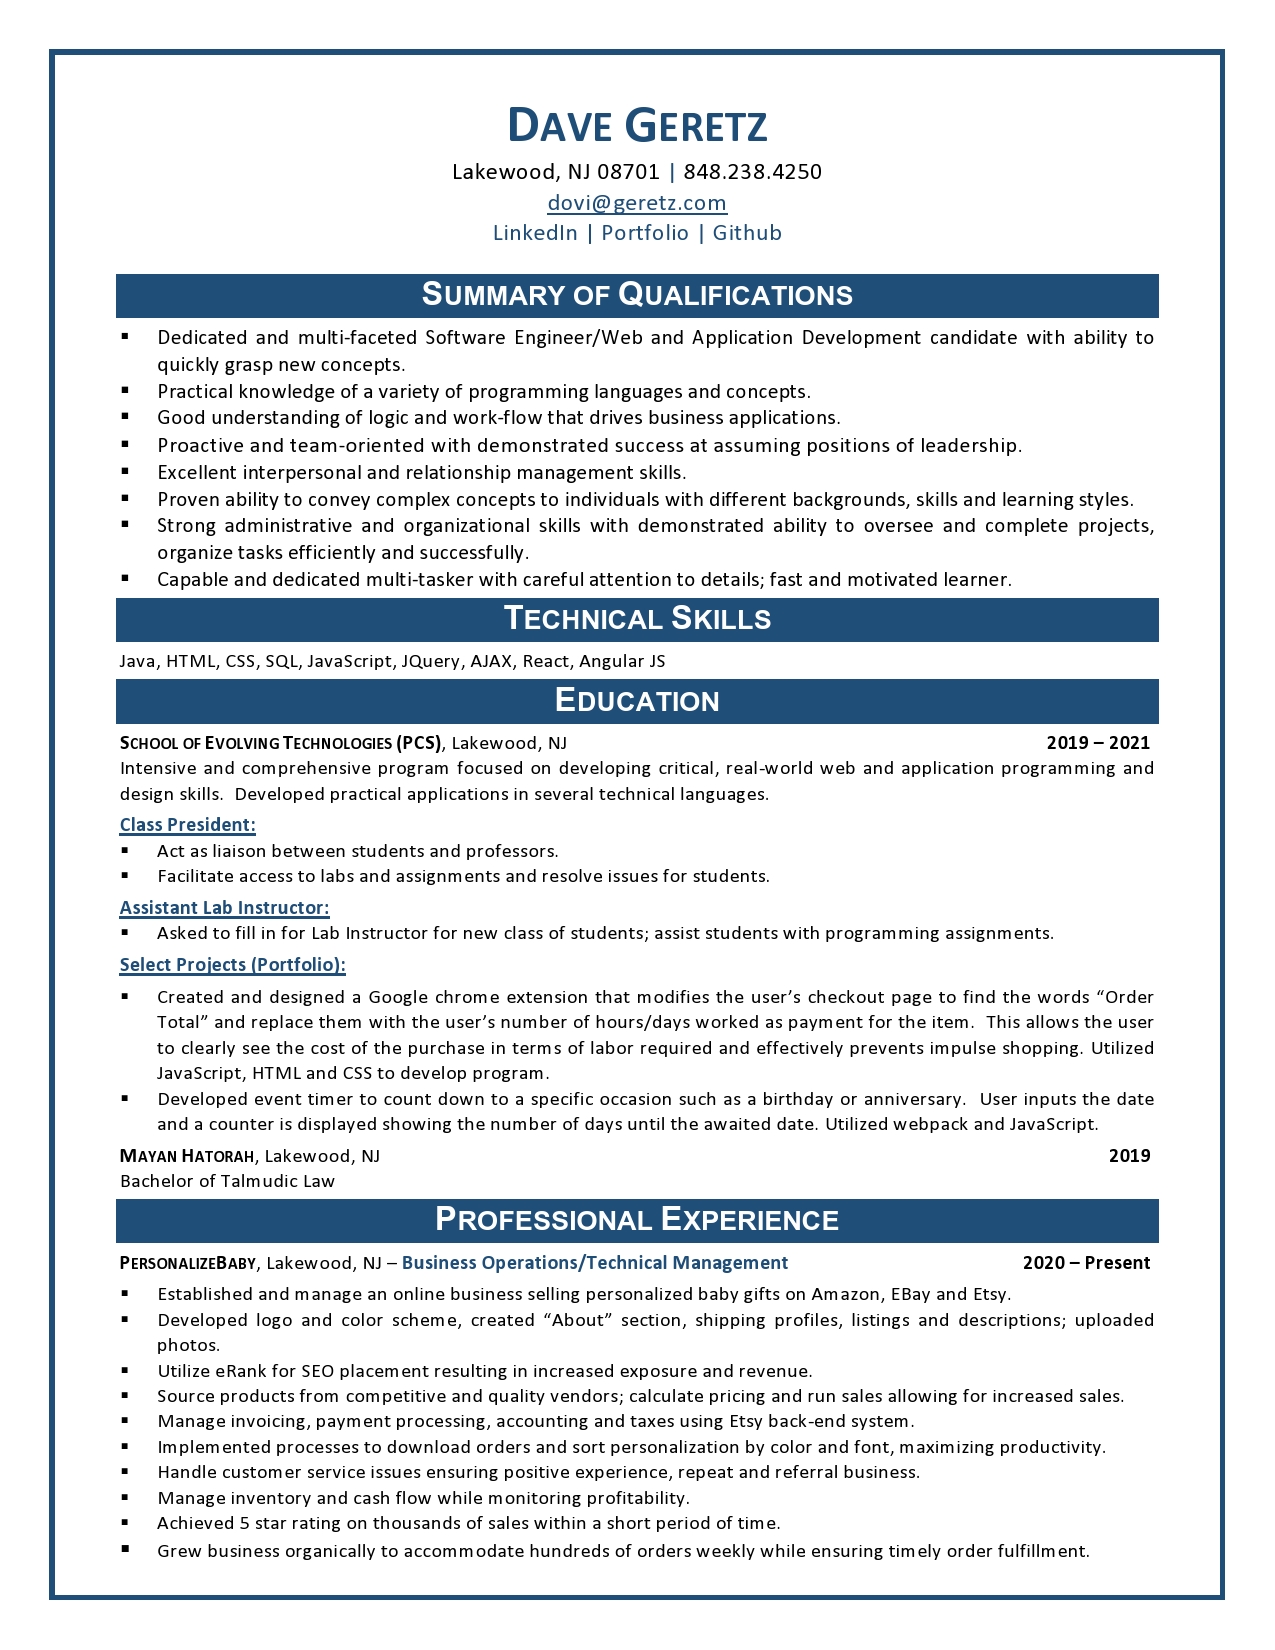 DAVE GERETZ
Lakewood, NJ 08701 | 848.238.4250
dovi@geretz.com
LinkedIn | Portfolio | Github
SUMMARY OF QUALIFICATIONS
▪ Dedicated and multi-faceted Software Engineer/Web and Application Development candidate with ability to
quickly grasp new concepts.
▪ Practical knowledge of a variety of programming languages and concepts.
▪ Good understanding of logic and work-flow that drives business applications.
▪ Proactive and team-oriented with demonstrated success at assuming positions of leadership.
▪ Excellent interpersonal and relationship management skills.
▪ Proven ability to convey complex concepts to individuals with different backgrounds, skills and learning styles.
▪ Strong administrative and organizational skills with demonstrated ability to oversee and complete projects,
organize tasks efficiently and successfully.
▪ Capable and dedicated multi-tasker with careful attention to details; fast and motivated learner.
TECHNICAL SKILLS
Java, HTML, CSS, SQL, JavaScript, JQuery, AJAX, React, Angular JS
EDUCATION
SCHOOL OF EVOLVING TECHNOLOGIES (PCS), Lakewood, NJ 2019 – 2021
Intensive and comprehensive program focused on developing critical, real-world web and application programming and
design skills. Developed practical applications in several technical languages.
Class President:
▪ Act as liaison between students and professors.
▪ Facilitate access to labs and assignments and resolve issues for students.
Assistant Lab Instructor:
▪ Asked to fill in for Lab Instructor for new class of students; assist students with programming assignments.
Select Projects (Portfolio):
▪ Created and designed a Google chrome extension that modifies the user’s checkout page to find the words “Order
Total” and replace them with the user’s number of hours/days worked as payment for the item. This allows the user
to clearly see the cost of the purchase in terms of labor required and effectively prevents impulse shopping. Utilized
JavaScript, HTML and CSS to develop program.
▪ Developed event timer to count down to a specific occasion such as a birthday or anniversary. User inputs the date
and a counter is displayed showing the number of days until the awaited date. Utilized webpack and JavaScript.
MAYAN HATORAH, Lakewood, NJ 2019
Bachelor of Talmudic Law
PROFESSIONAL EXPERIENCE
PERSONALIZEBABY, Lakewood, NJ – Business Operations/Technical Management 2020 – Present
▪ Established and manage an online business selling personalized baby gifts on Amazon, EBay and Etsy.
▪ Developed logo and color scheme, created “About” section, shipping profiles, listings and descriptions; uploaded
photos.
▪ Utilize eRank for SEO placement resulting in increased exposure and revenue.
▪ Source products from competitive and quality vendors; calculate pricing and run sales allowing for increased sales.
▪ Manage invoicing, payment processing, accounting and taxes using Etsy back-end system.
▪ Implemented processes to download orders and sort personalization by color and font, maximizing productivity.
▪ Handle customer service issues ensuring positive experience, repeat and referral business.
▪ Manage inventory and cash flow while monitoring profitability.
▪ Achieved 5 star rating on thousands of sales within a short period of time.
▪ Grew business organically to accommodate hundreds of orders weekly while ensuring timely order fulfillment.